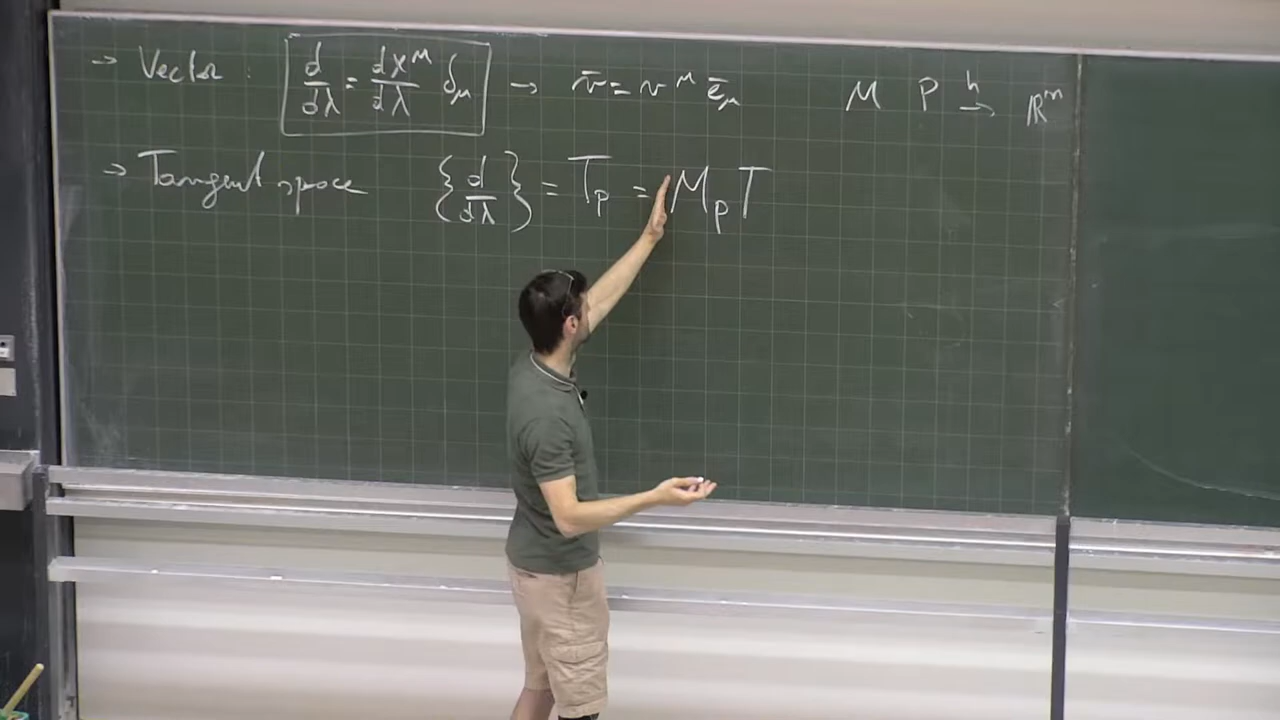 → Vector : d/dλ = dx^μ/dλ ∂_μ → v̄ = v^μ ē_μ M P →^h ℝ^n
→ Tangent space {d/dλ} = T_p = M_p T